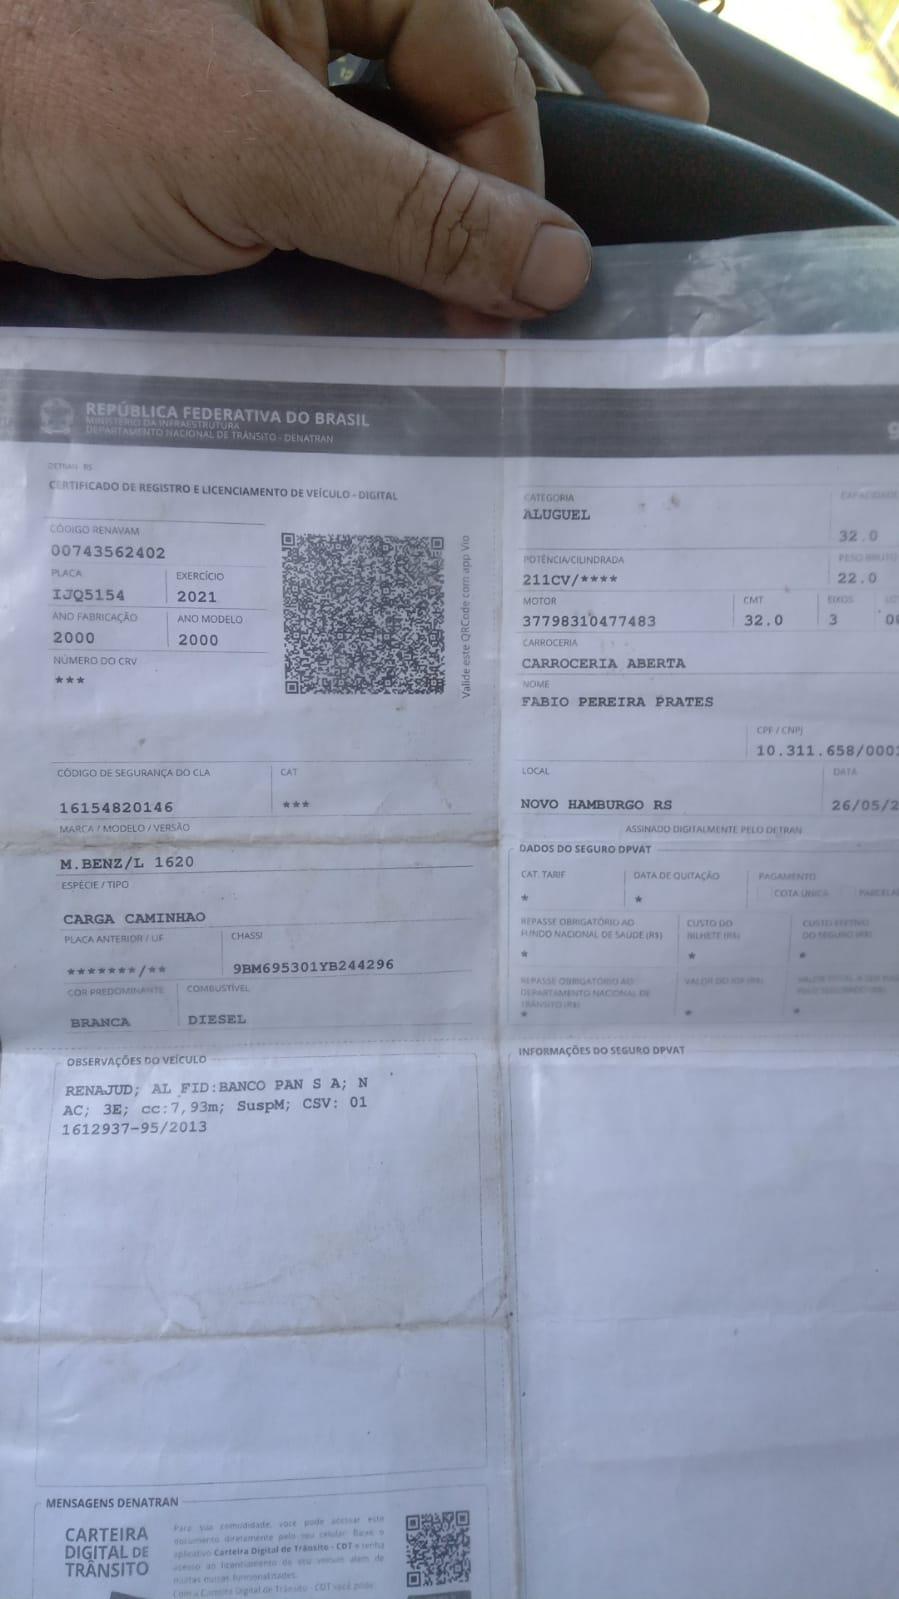 REPÚBLICA FEDERATIVA DO BRASIL
MINISTÉRIO DA INFRAESTRUTURA
DEPARTAMENTO NACIONAL DE TRÂNSITO - DENATRAN
9
DETRAN RS
CERTIFICADO DE REGISTRO E LICENCIAMENTO DE VEÍCULO - DIGITAL
CÓDIGO RENAVAM
00743562402
PLACA
EXERCÍCIO
IJQ5154
2021
ANO FABRICAÇÃO
ANO MODELO
2000
2000
NÚMERO DO CRV
***
Valide este QRCode com app Vio
CÓDIGO DE SEGURANÇA DO CLA
CAT
16154820146
***
MARCA / MODELO / VERSÃO
M.BENZ/L 1620
ESPÉCIE / TIPO
CARGA CAMINHAO
PLACA ANTERIOR / UF
CHASSI
*******/**
9BM695301YB244296
COR PREDOMINANTE
COMBUSTÍVEL
BRANCA
DIESEL
OBSERVAÇÕES DO VEÍCULO
RENAJUD; AL FID:BANCO PAN S A; N
AC; 3E; cc:7,93m; SuspM; CSV: 01
1612937-95/2013
MENSAGENS DENATRAN
CARTEIRA
DIGITAL DE
TRÂNSITO
Para sua comodidade, você pode acessar este
documento diretamente pelo seu celular. Baixe o
aplicativo Carteira Digital de Trânsito - CDT e tenha
acesso ao licenciamento do seu veículo além de
muitas outras funcionalidades.
Com a Carteira Digital de Trânsito - CDT você pode
CATEGORIA
CAPACIDADE
ALUGUEL
32.0
POTÊNCIA/CILINDRADA
PESO BRUTO
211CV/****
22.0
MOTOR
CMT
EIXOS
37798310477483
32.0
3
CARROCERIA
CARROCERIA ABERTA
NOME
FABIO PEREIRA PRATES
CPF / CNPJ
10.311.658/000
LOCAL
DATA
NOVO HAMBURGO RS
26/05/2
ASSINADO DIGITALMENTE PELO DETRAN
DADOS DO SEGURO DPVAT
CAT. TARIF
DATA DE QUITAÇÃO
PAGAMENTO
*
*
COTA ÚNICA
REPASSE OBRIGATÓRIO AO
FUNDO NACIONAL DE SAÚDE (R$)
CUSTO DO
BILHETE (R$)
CUSTO EFETIVO
DO SEGURO (R$)
*
*
*
REPASSE OBRIGATÓRIO AO
DEPARTAMENTO NACIONAL DE
TRÂNSITO (R$)
VALOR DO IOF (R$)
*
*
*
INFORMAÇÕES DO SEGURO DPVAT